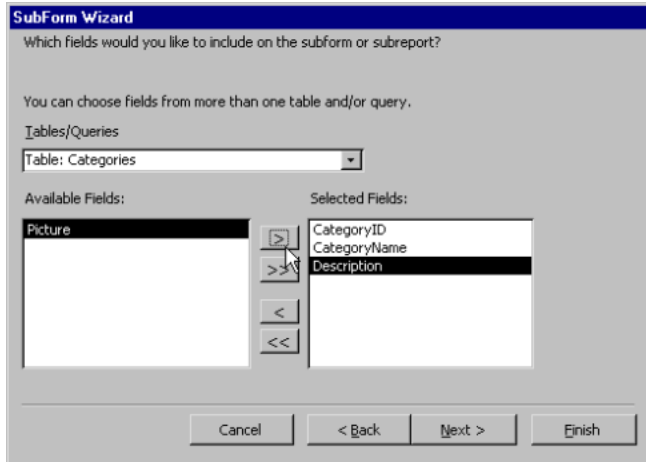 SubForm Wizard
Which fields would you like to include on the subform or subreport?
You can choose fields from more than one table and/or query.
Tables/Queries
Table: Categories
Available Fields:
Selected Fields:
Picture
>
>>
<
<<
CategoryID
CategoryName
Description
Cancel
< Back
Next >
Finish